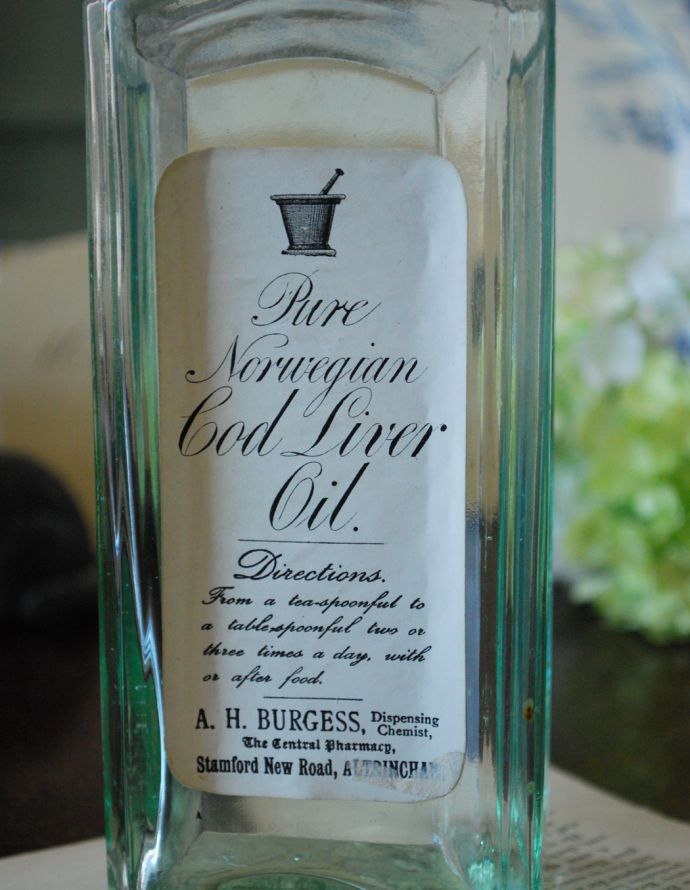 Pure
Norwegian
Cod Liver
Oil.
Directions.
From a tea-spoonful to
a table-spoonful two or
three times a day, with
or after food.
A. H. BURGESS, Dispensing
Chemist,
The Central Pharmacy,
Stamford New Road, ALTRINCHAM.